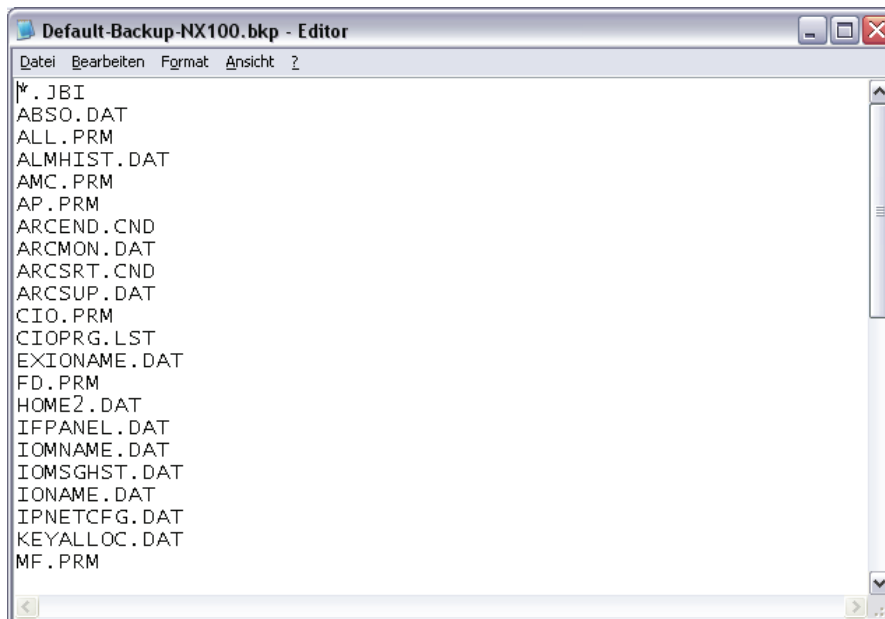 Default-Backup-NX100.bkp - Editor
Datei Bearbeiten Format Ansicht ?
*.JBI
ABSO.DAT
ALL.PRM
ALMHIST.DAT
AMC.PRM
AP.PRM
ARCEND.CND
ARCMON.DAT
ARCSRT.CND
ARCSUP.DAT
CIO.PRM
CIOPRG.LST
EXIONAME.DAT
FD.PRM
HOME2.DAT
IFPANEL.DAT
IOMNAME.DAT
IOMSGHST.DAT
IONAME.DAT
IPNETCFG.DAT
KEYALLOC.DAT
MF.PRM